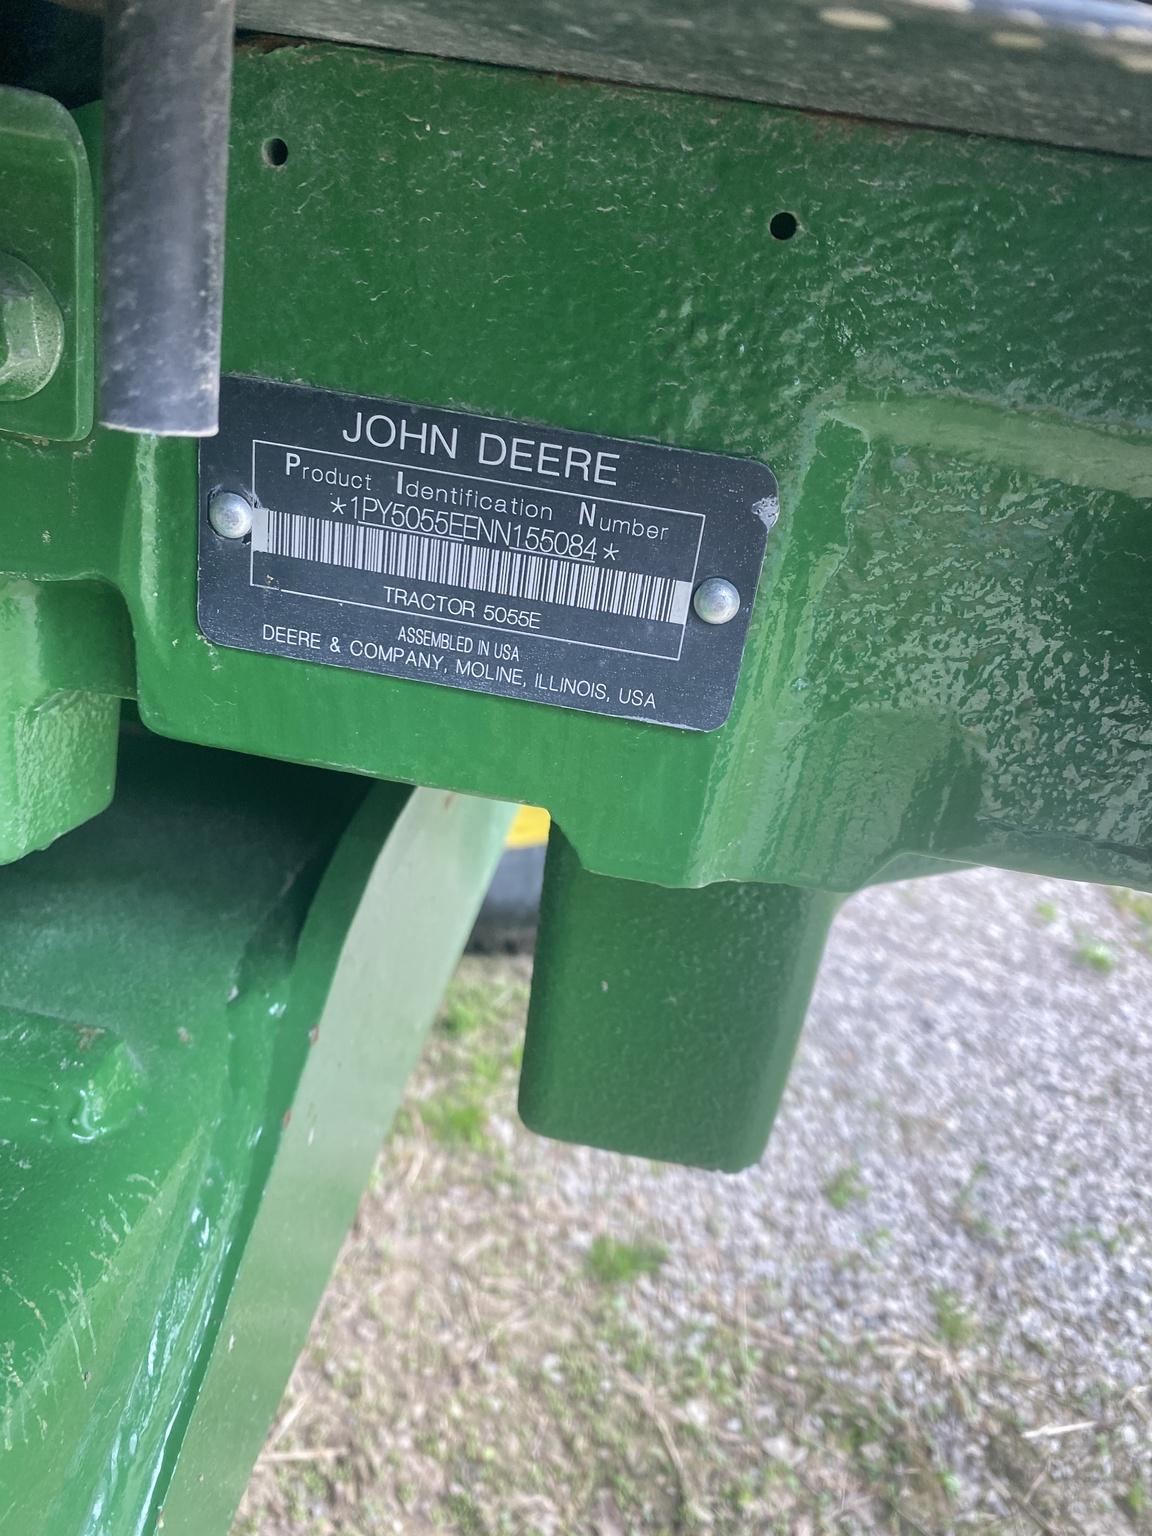 JOHN DEERE
Product Identification Number
*1PY5055EENN155084*
TRACTOR 5055E
ASSEMBLED IN USA
DEERE & COMPANY, MOLINE, ILLINOIS, USA